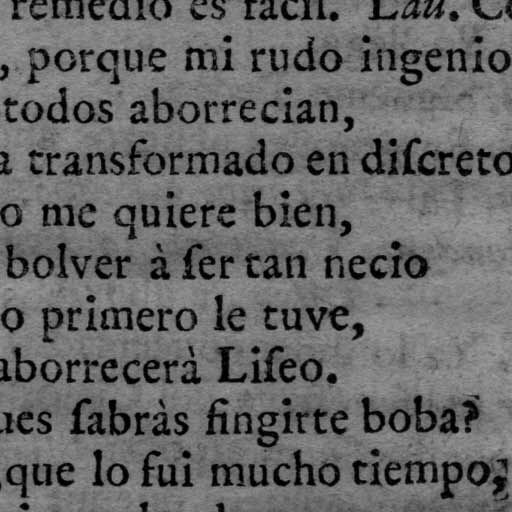 remedio es facil. Lau. Co
, porque mi rudo ingenio
todos aborrecian,
a transformado en diſcreto
o me quiere bien,
bolver à ſer tan necio
o primero le tuve,
aborrecerà Liſeo.
ues ſabràs fingirte boba?
,que lo fui mucho tiempo,